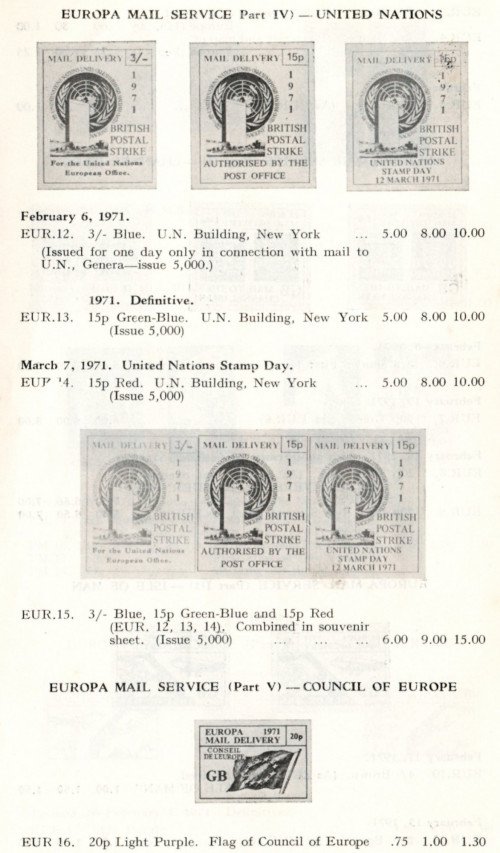 EUROPA MAIL SERVICE Part IV) — UNITED NATIONS
MAIL DELIVERY 3/-
1
9
7
1
BRITISH
POSTAL
STRIKE
For the United Nations
European Office.
MAIL DELIVERY 15p
1
9
7
1
BRITISH
POSTAL
STRIKE
AUTHORISED BY THE
POST OFFICE
MAIL DELIVERY 15p
1
9
7
1
BRITISH
POSTAL
STRIKE
UNITED NATIONS
STAMP DAY
12 MARCH 1971
February 6, 1971.
EUR.12. 3/- Blue. U.N. Building, New York ... 5.00 8.00 10.00
(Issued for one day only in connection with mail to
U.N., Genera—issue 5,000.)
1971. Definitive.
EUR.13. 15p Green-Blue. U.N. Building, New York 5.00 8.00 10.00
(Issue 5,000)
March 7, 1971. United Nations Stamp Day.
EUR 14. 15p Red. U.N. Building, New York ... 5.00 8.00 10.00
(Issue 5,000)
MAIL DELIVERY 3/-
1
9
7
1
BRITISH
POSTAL
STRIKE
For the United Nations
European Office.
MAIL DELIVERY 15p
1
9
7
1
BRITISH
POSTAL
STRIKE
AUTHORISED BY THE
POST OFFICE
MAIL DELIVERY 15p
1
9
7
1
BRITISH
POSTAL
STRIKE
UNITED NATIONS
STAMP DAY
12 MARCH 1971
EUR.15. 3/- Blue, 15p Green-Blue and 15p Red
(EUR. 12, 13, 14). Combined in souvenir
sheet. (Issue 5,000) ... ... ... 6.00 9.00 15.00
EUROPA MAIL SERVICE (Part V) — COUNCIL OF EUROPE
EUROPA 1971
MAIL DELIVERY 20p
CONSEIL
DE L'EUROPE
GB
EUR 16. 20p Light Purple. Flag of Council of Europe .75 1.00 1.30